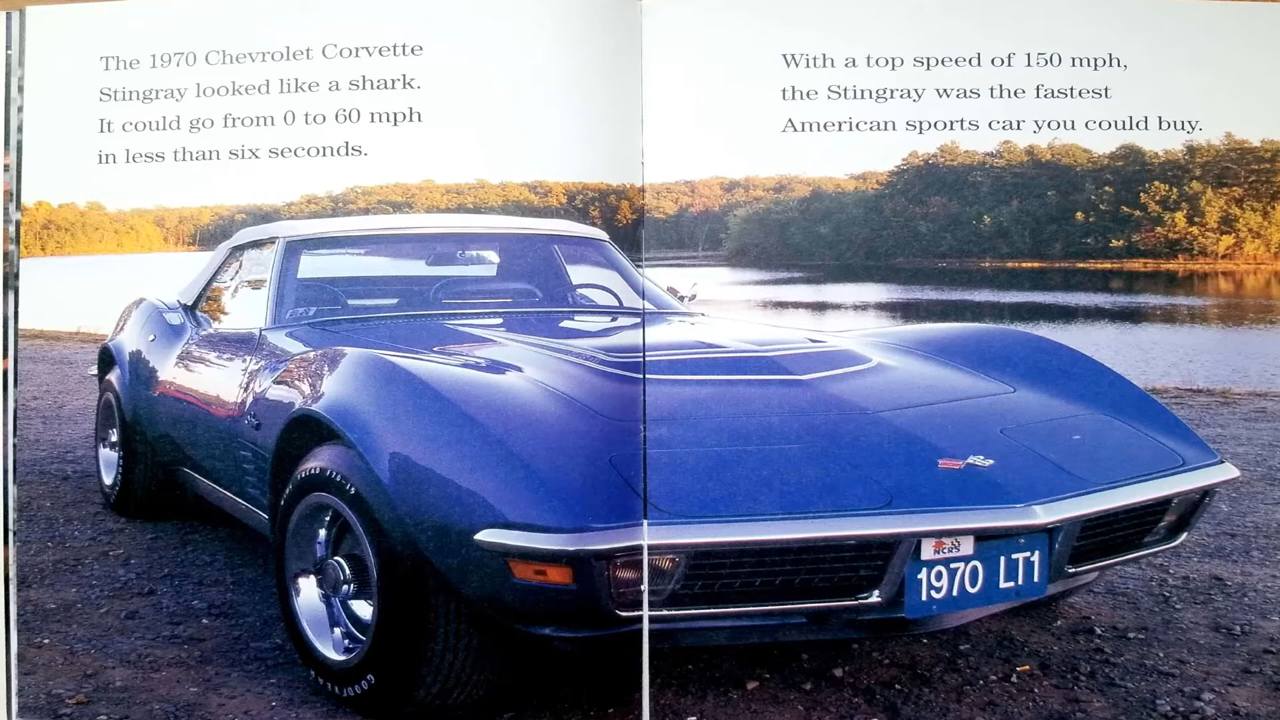 The 1970 Chevrolet Corvette
Stingray looked like a shark.
It could go from 0 to 60 mph
in less than six seconds.
With a top speed of 150 mph,
the Stingray was the fastest
American sports car you could buy.
NCRS
1970 LT1
GOODYEAR